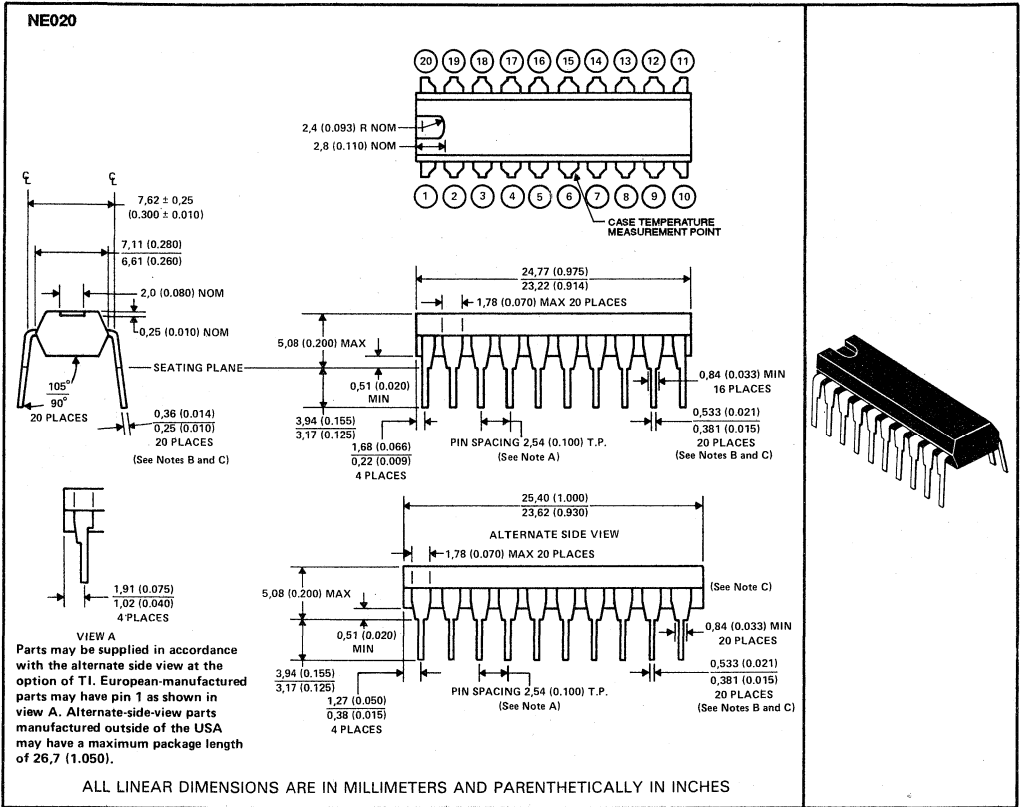 NE020
20 19 18 17 16 15 14 13 12 11
2,4 (0.093) R NOM
2,8 (0.110) NOM
1 2 3 4 5 6 7 8 9 10
CASE TEMPERATURE
MEASUREMENT POINT
℄ ℄
7,62 ± 0,25
(0.300 ± 0.010)
7,11 (0.280)
6,61 (0.260)
2,0 (0.080) NOM
0,25 (0.010) NOM
SEATING PLANE
105°
90°
20 PLACES
0,36 (0.014)
0,25 (0.010)
20 PLACES
(See Notes B and C)
24,77 (0.975)
23,22 (0.914)
1,78 (0.070) MAX 20 PLACES
5,08 (0.200) MAX
0,51 (0.020)
MIN
3,94 (0.155)
3,17 (0.125)
1,68 (0.066)
0,22 (0.009)
4 PLACES
PIN SPACING 2,54 (0.100) T.P.
(See Note A)
0,84 (0.033) MIN
16 PLACES
0,533 (0.021)
0,381 (0.015)
20 PLACES
(See Notes B and C)
25,40 (1.000)
23,62 (0.930)
ALTERNATE SIDE VIEW
1,78 (0.070) MAX 20 PLACES
5,08 (0.200) MAX
(See Note C)
0,51 (0.020)
MIN
0,84 (0.033) MIN
20 PLACES
3,94 (0.155)
3,17 (0.125)
1,27 (0.050)
0,38 (0.015)
4 PLACES
PIN SPACING 2,54 (0.100) T.P.
(See Note A)
0,533 (0.021)
0,381 (0.015)
20 PLACES
(See Notes B and C)
1,91 (0.075)
1,02 (0.040)
4 PLACES
VIEW A
Parts may be supplied in accordance
with the alternate side view at the
option of TI. European-manufactured
parts may have pin 1 as shown in
view A. Alternate-side-view parts
manufactured outside of the USA
may have a maximum package length
of 26,7 (1.050).
ALL LINEAR DIMENSIONS ARE IN MILLIMETERS AND PARENTHETICALLY IN INCHES